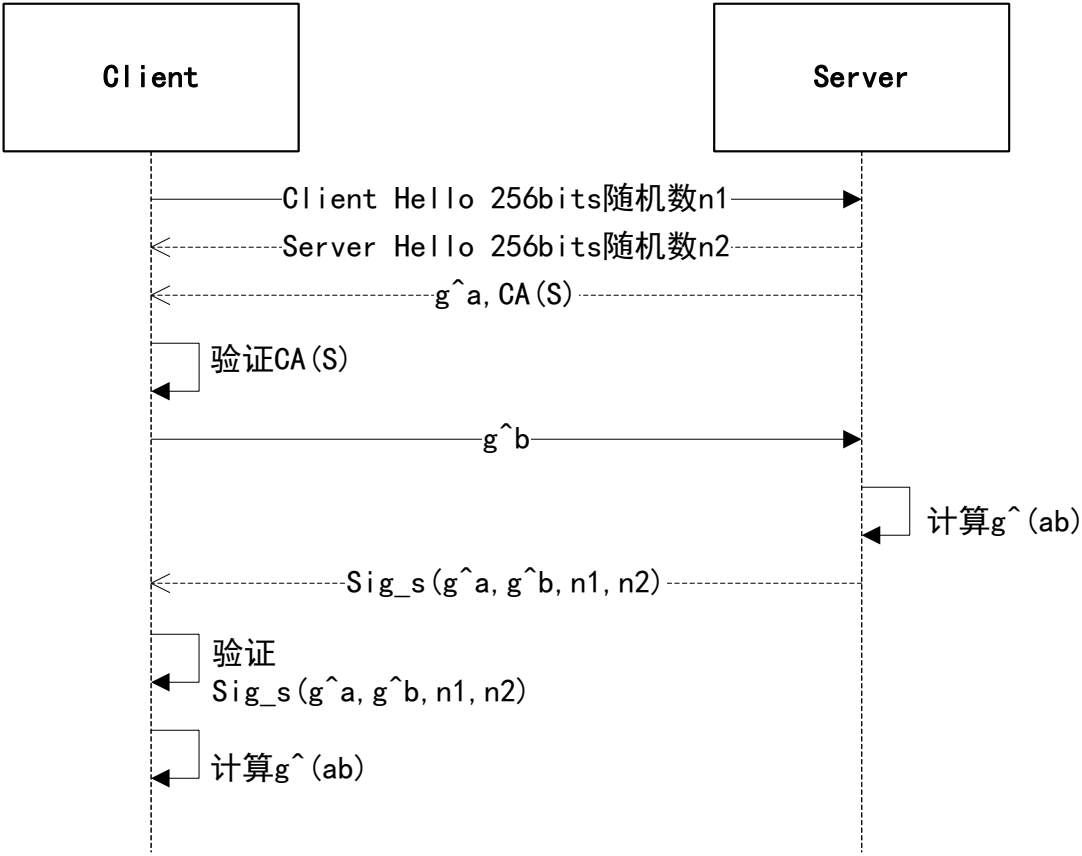 Client
Server
Client Hello 256bits随机数n1
Server Hello 256bits随机数n2
g^a,CA(S)
验证CA(S)
g^b
计算g^(ab)
Sig_s(g^a,g^b,n1,n2)
验证
Sig_s(g^a,g^b,n1,n2)
计算g^(ab)